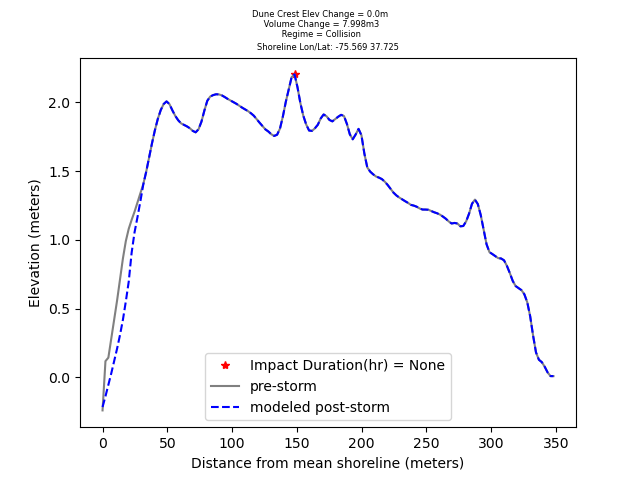 Dune Crest Elev Change = 0.0m
Volume Change = 7.998m3
Regime = Collision
Shoreline Lon/Lat: -75.569 37.725
2.0
1.5
1.0
0.5
0.0
Elevation (meters)
Impact Duration(hr) = None
pre-storm
modeled post-storm
0 50 100 150 200 250 300 350
Distance from mean shoreline (meters)